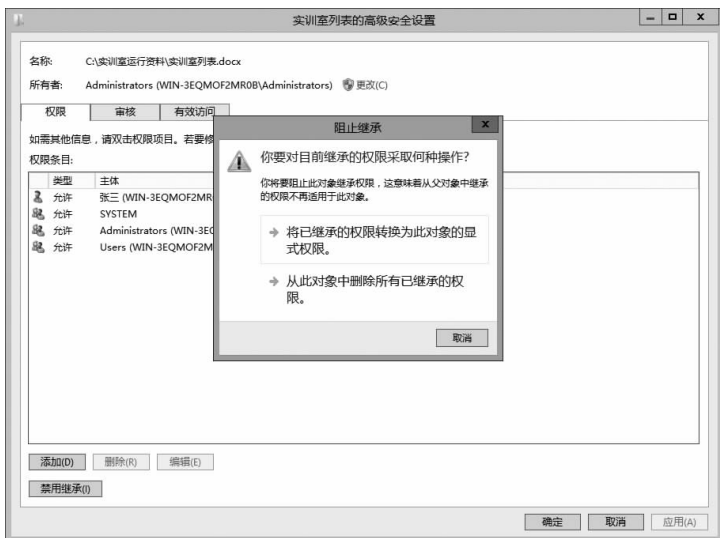 实训室列表的高级安全设置
名称: C:\实训室运行资料\实训室列表.docx
所有者: Administrators (WIN-3EQMOF2MR0B\Administrators) 更改(C)
权限 审核 有效访问
如需其他信息，请双击权限项目。若要修
权限条目:
类型 主体
允许 张三 (WIN-3EQMOF2MR
允许 SYSTEM
允许 Administrators (WIN-3EQ
允许 Users (WIN-3EQMOF2M
阻止继承
你要对目前继承的权限采取何种操作?
你将要阻止此对象继承权限，这意味着从父对象中继承
的权限不再适用于此对象。
将已继承的权限转换为此对象的显
式权限。
从此对象中删除所有已继承的权
限。
取消
添加(D) 删除(R) 编辑(E)
禁用继承(I)
确定 取消 应用(A)